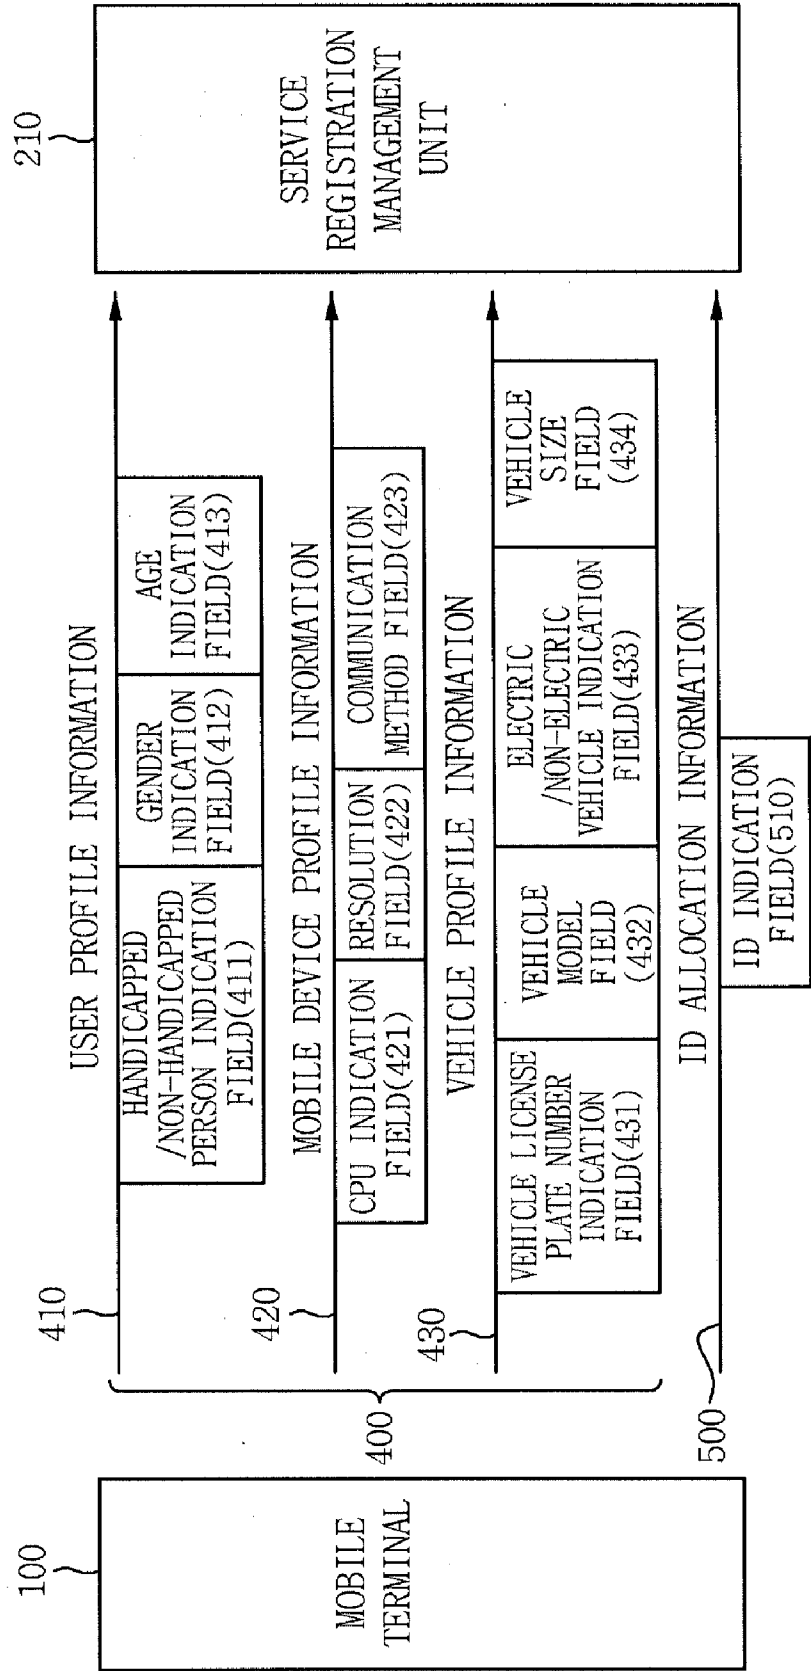 100
MOBILE
TERMINAL
210
SERVICE
REGISTRATION
MANAGEMENT
UNIT
400
410
USER PROFILE INFORMATION
HANDICAPPED
/NON-HANDICAPPED
PERSON INDICATION
FIELD(411)
GENDER
INDICATION
FIELD(412)
AGE
INDICATION
FIELD(413)
420
MOBILE DEVICE PROFILE INFORMATION
CPU INDICATION
FIELD(421)
RESOLUTION
FIELD(422)
COMMUNICATION
METHOD FIELD(423)
430
VEHICLE PROFILE INFORMATION
VEHICLE LICENSE
PLATE NUMBER
INDICATION
FIELD(431)
VEHICLE
MODEL
FIELD
(432)
ELECTRIC
/NON-ELECTRIC
VEHICLE INDICATION
FIELD(433)
VEHICLE
SIZE
FIELD
(434)
500
ID ALLOCATION INFORMATION
ID INDICATION
FIELD(510)